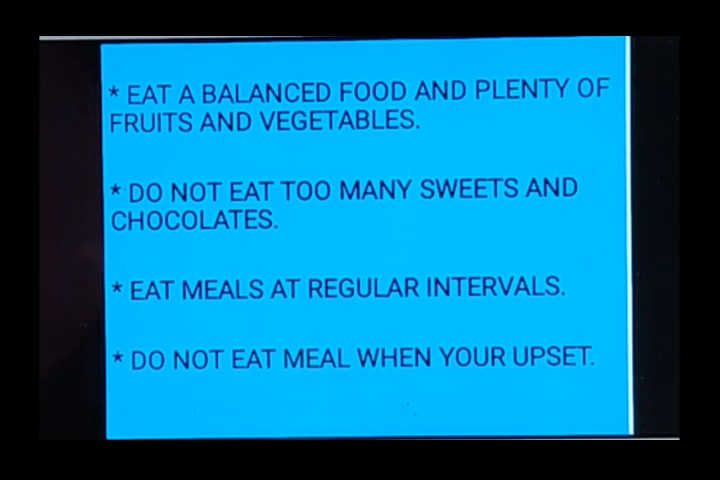 * EAT A BALANCED FOOD AND PLENTY OF
FRUITS AND VEGETABLES.
* DO NOT EAT TOO MANY SWEETS AND
CHOCOLATES.
* EAT MEALS AT REGULAR INTERVALS.
* DO NOT EAT MEAL WHEN YOUR UPSET.